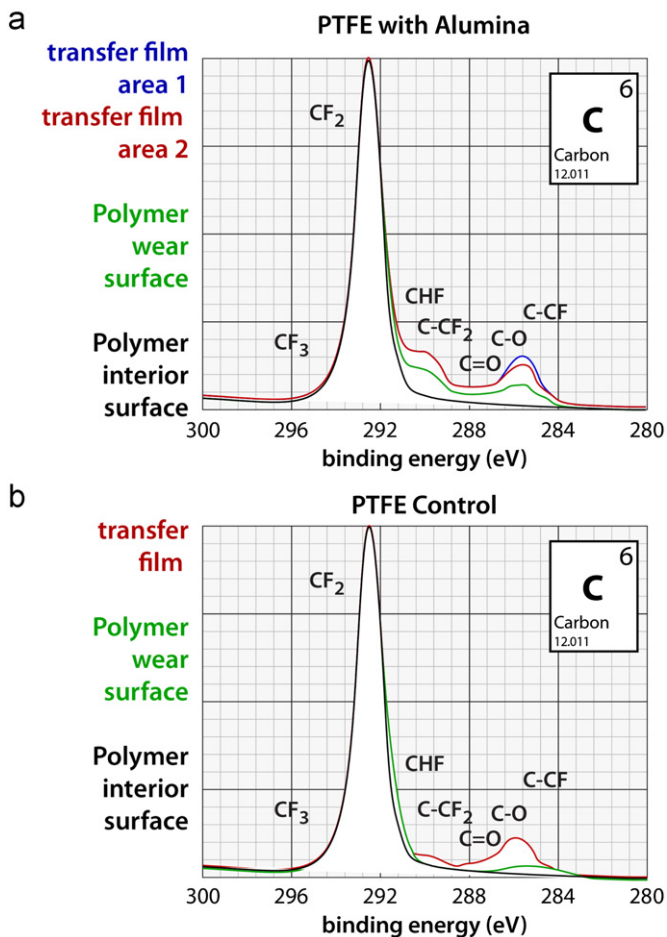 a
PTFE with Alumina
transfer film
area 1
transfer film
area 2
Polymer
wear
surface
Polymer
interior
surface
CF2
CF3
CHF
C-CF2
C=O
C-O
C-CF
6
C
Carbon
12.011
300 296 292 288 284 280
binding energy (eV)
b
PTFE Control
transfer
film
Polymer
wear
surface
Polymer
interior
surface
CF2
CF3
CHF
C-CF2
C=O
C-O
C-CF
6
C
Carbon
12.011
300 296 292 288 284 280
binding energy (eV)